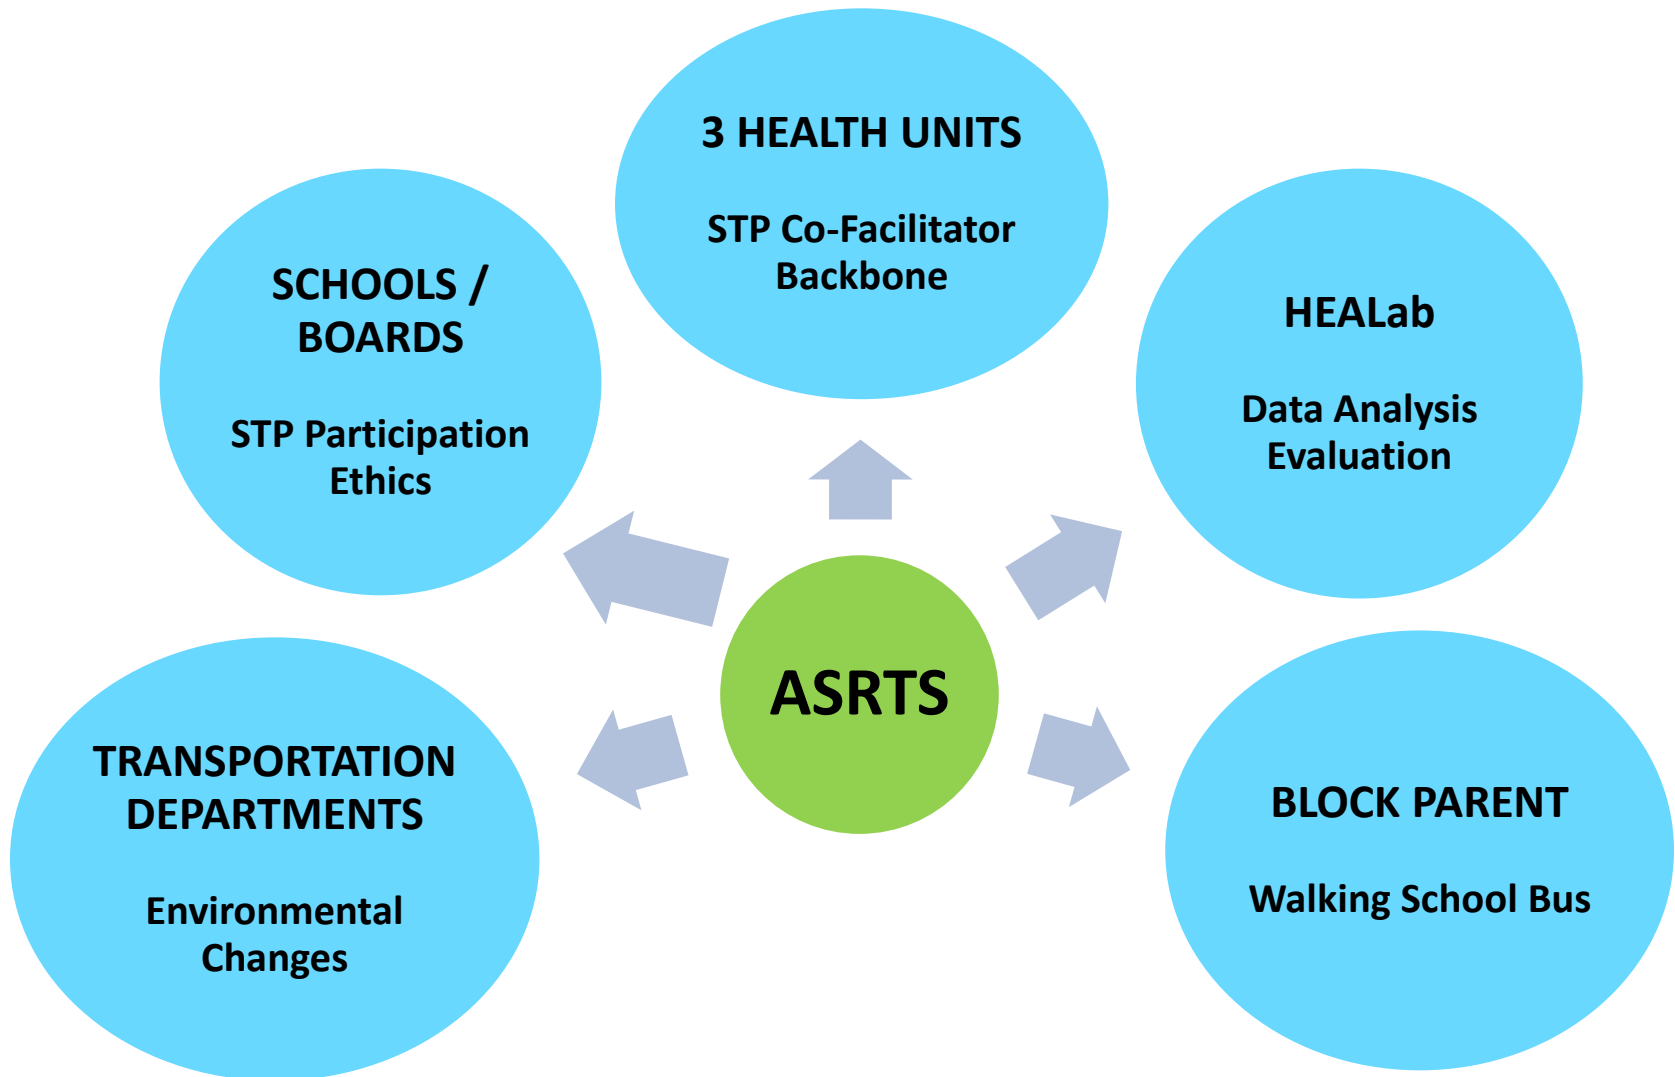 3 HEALTH UNITS
STP Co-Facilitator
Backbone
SCHOOLS /
BOARDS
STP Participation
Ethics
HEALab
Data Analysis
Evaluation
ASRTS
TRANSPORTATION
DEPARTMENTS
Environmental
Changes
BLOCK PARENT
Walking School Bus